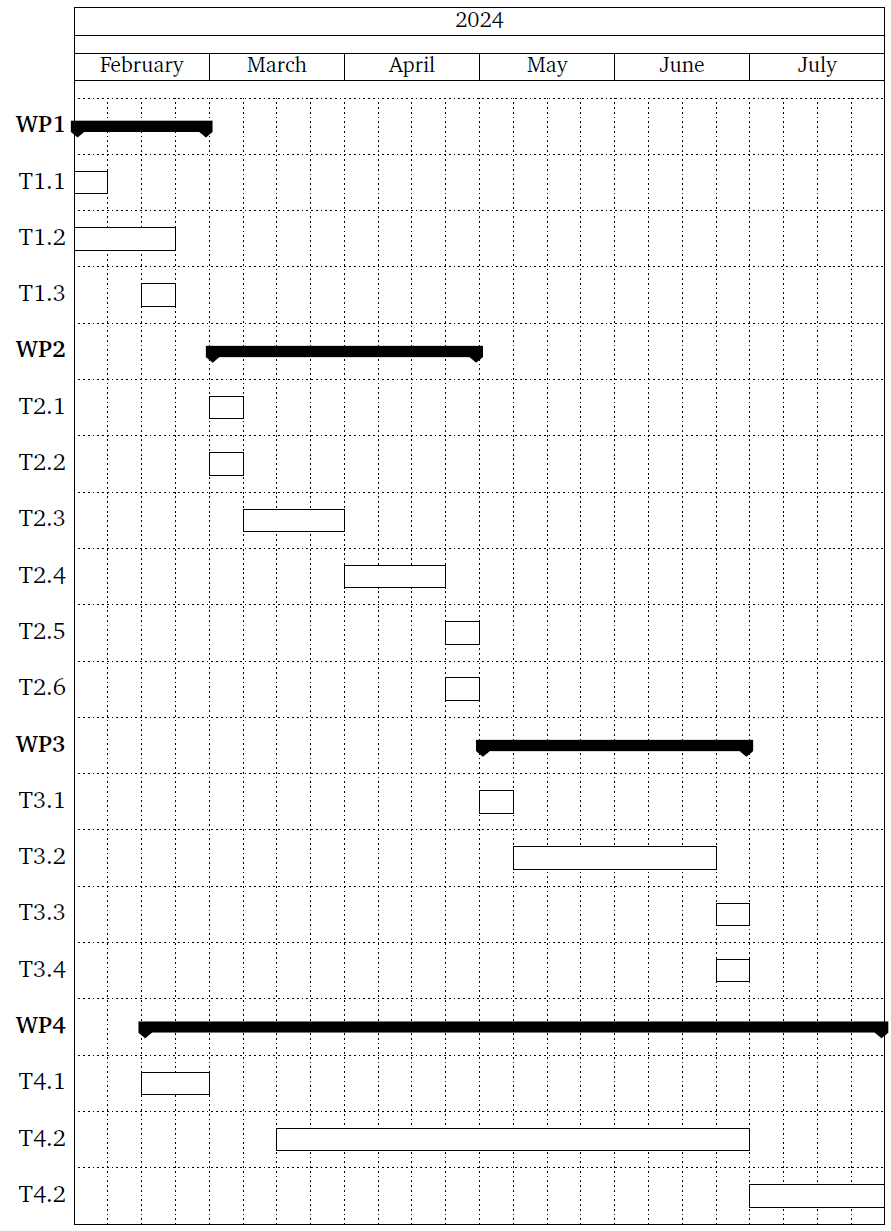 2024
February March April May June July
WP1
T1.1
T1.2
T1.3
WP2
T2.1
T2.2
T2.3
T2.4
T2.5
T2.6
WP3
T3.1
T3.2
T3.3
T3.4
WP4
T4.1
T4.2
T4.2